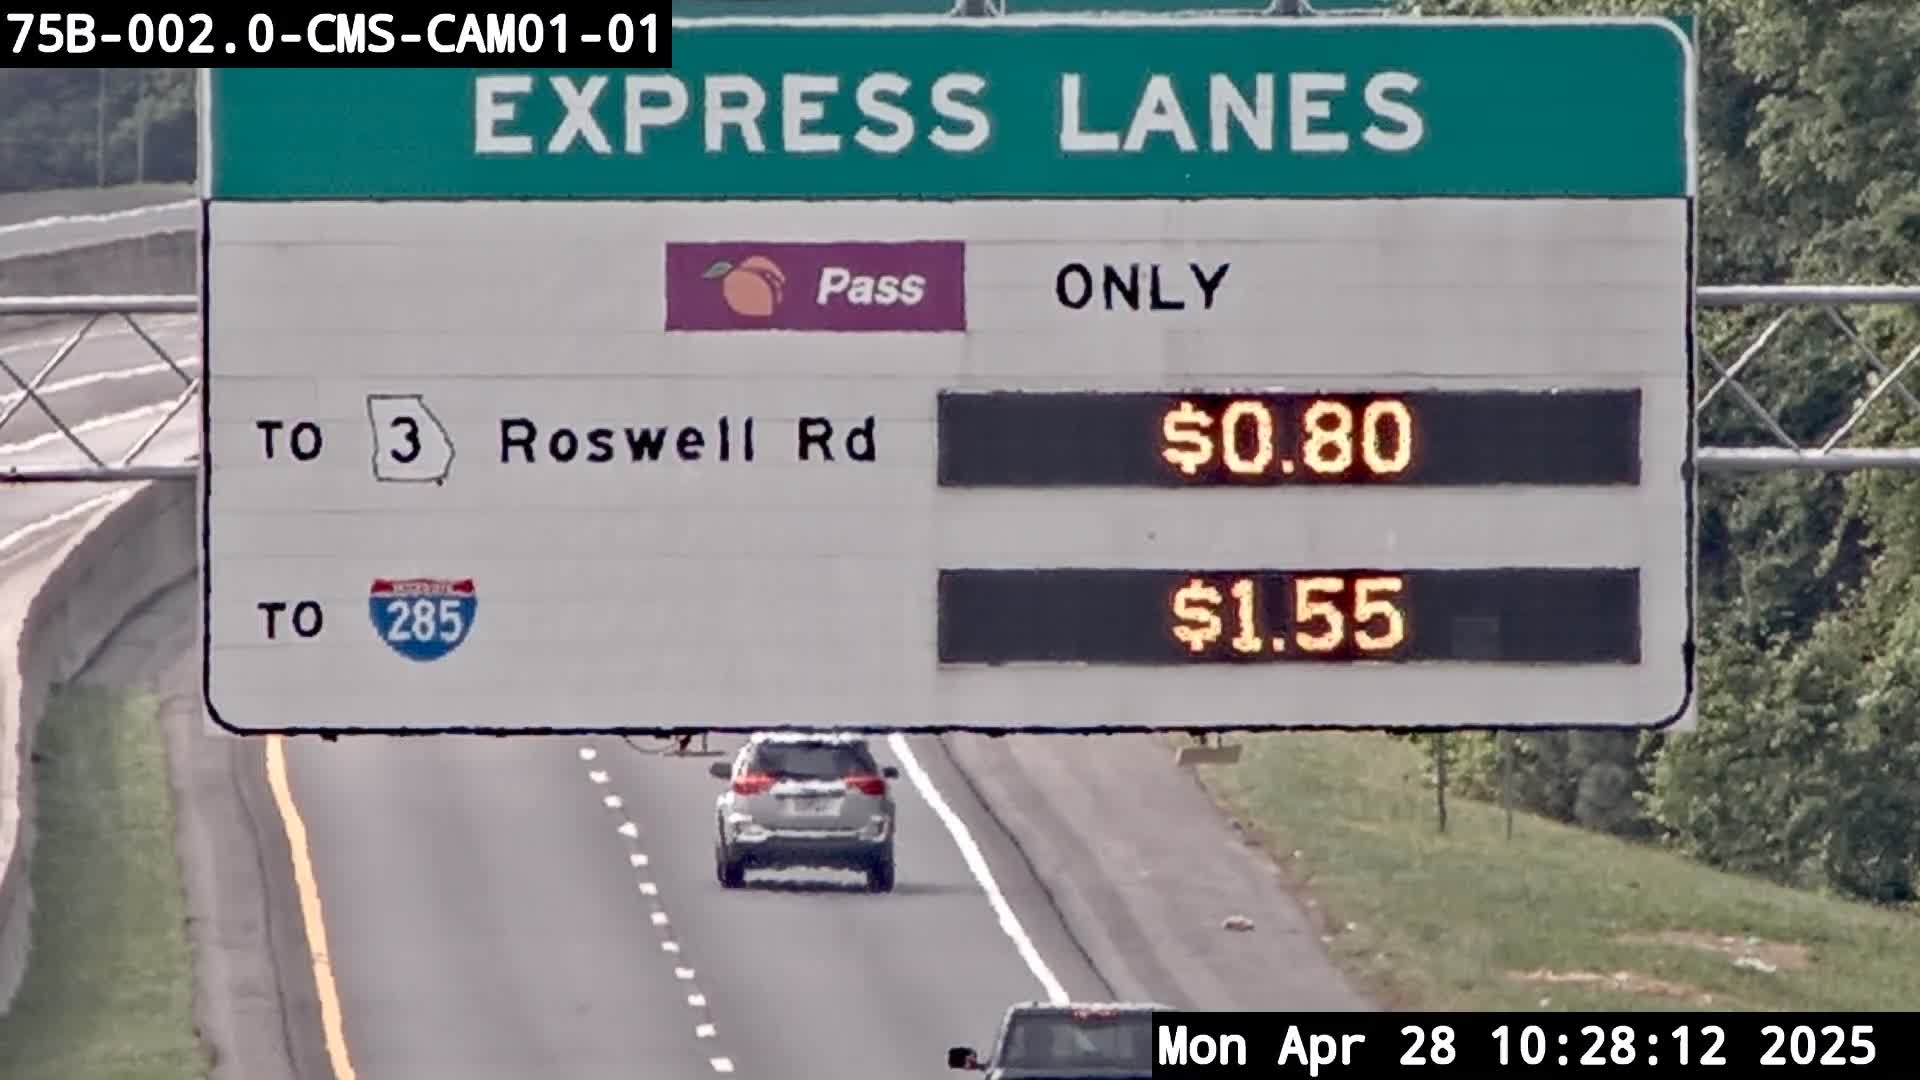 75B-002.0-CMS-CAM01-01
EXPRESS LANES
Pass ONLY
TO 3 Roswell Rd $0.80
TO 285 $1.55
Mon Apr 28 10:28:12 2025